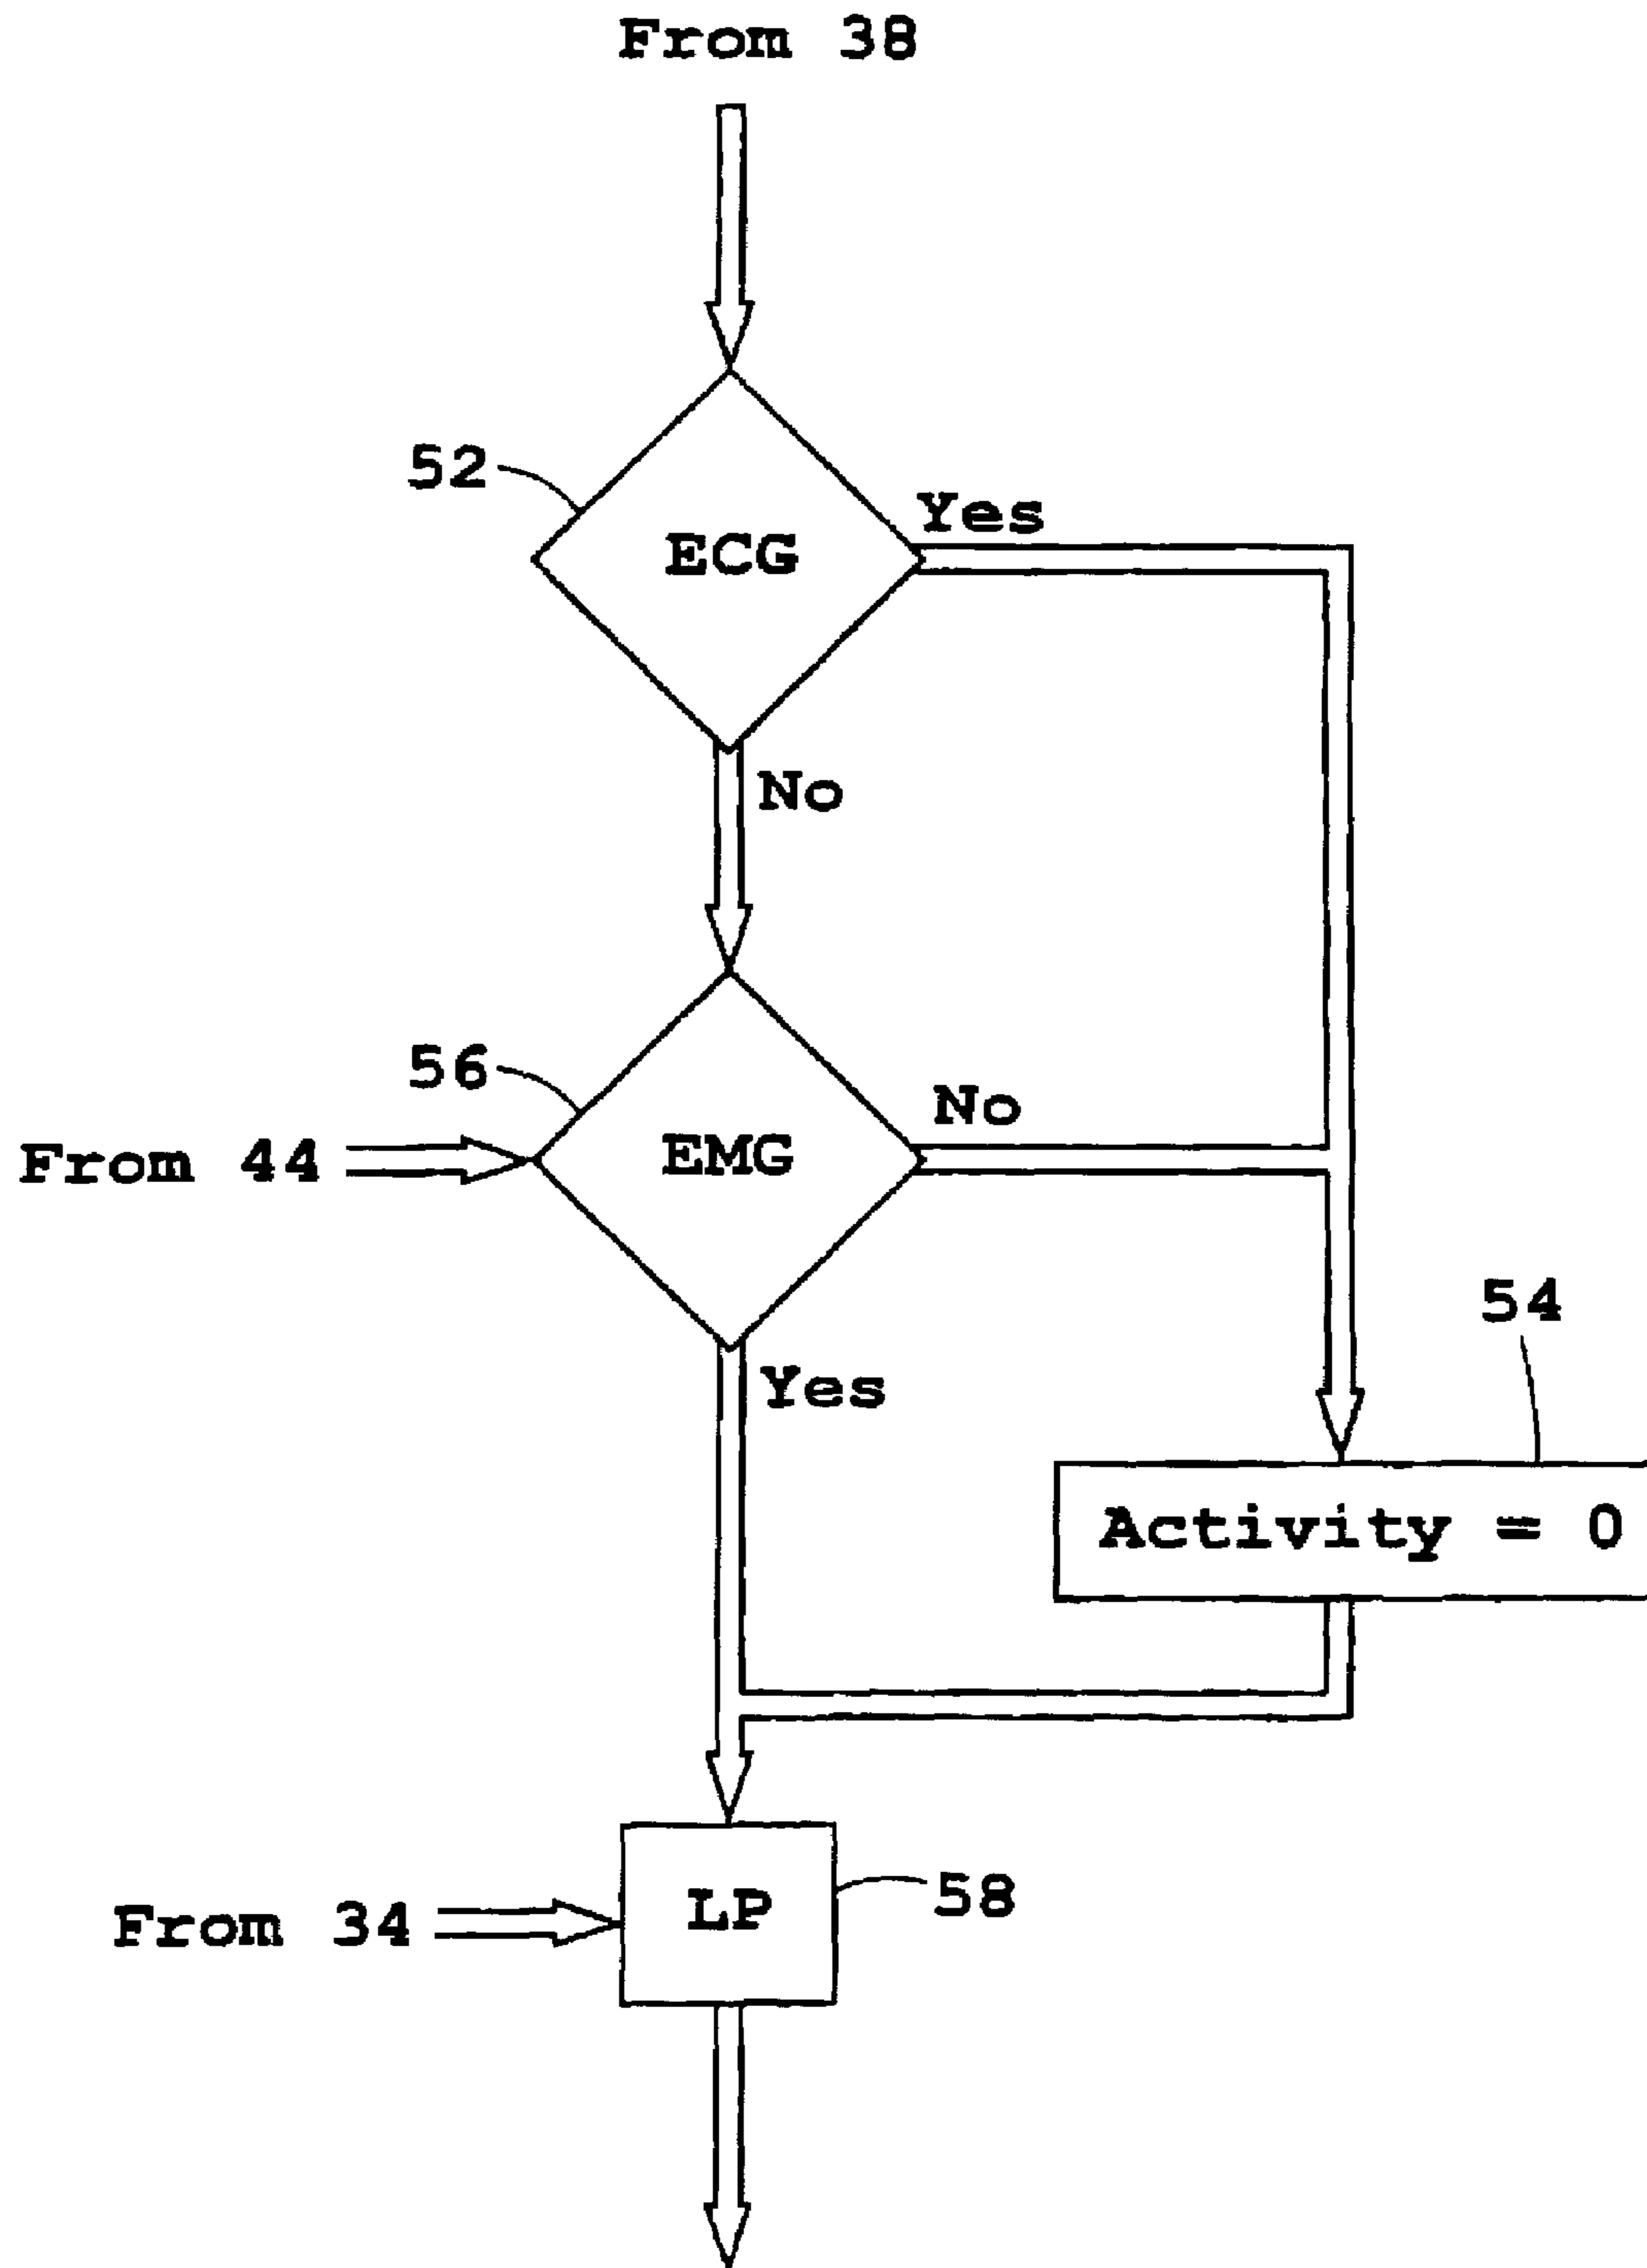 From 38
52
Yes
ECG
No
56
No
From 44
EMG
54
Yes
Activity = 0
58
LP
From 34